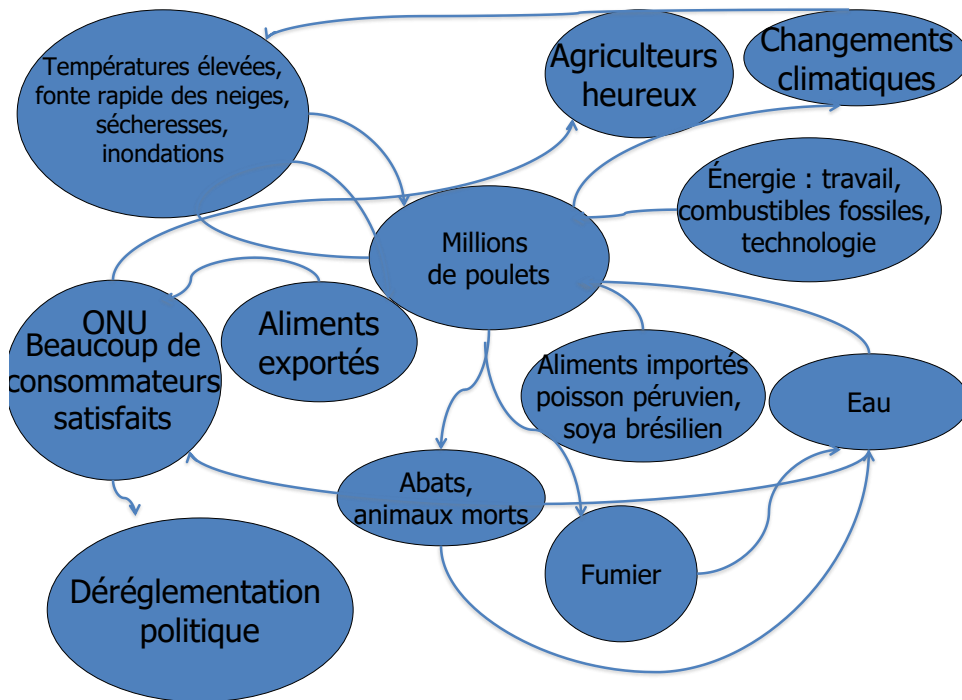 Températures élevées,
fonte rapide des neiges,
sécheresses,
inondations
Agriculteurs
heureux
Changements
climatiques
Énergie : travail,
combustibles fossiles,
technologie
Millions
de poulets
ONU
Beaucoup de
consommateurs
satisfaits
Aliments
exportés
Aliments importés
poisson péruvien,
soya brésilien
Eau
Abats,
animaux morts
Fumier
Déréglementation
politique